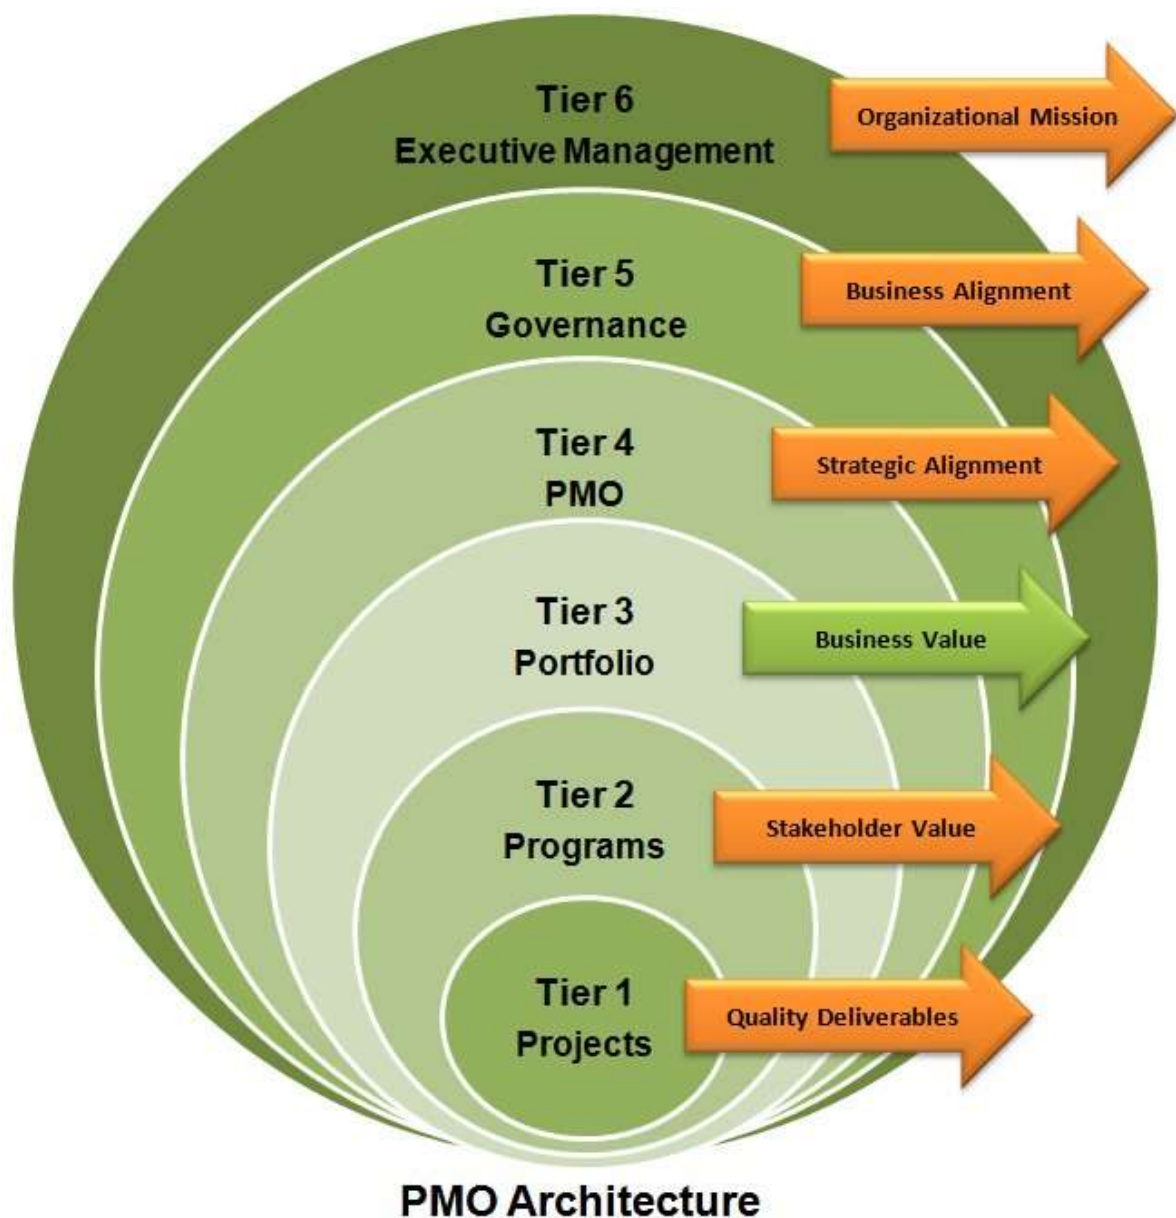 Tier 6
Executive Management
Organizational Mission
Tier 5
Governance
Business Alignment
Tier 4
PMO
Strategic Alignment
Tier 3
Portfolio
Business Value
Tier 2
Programs
Stakeholder Value
Tier 1
Projects
Quality Deliverables
PMO Architecture